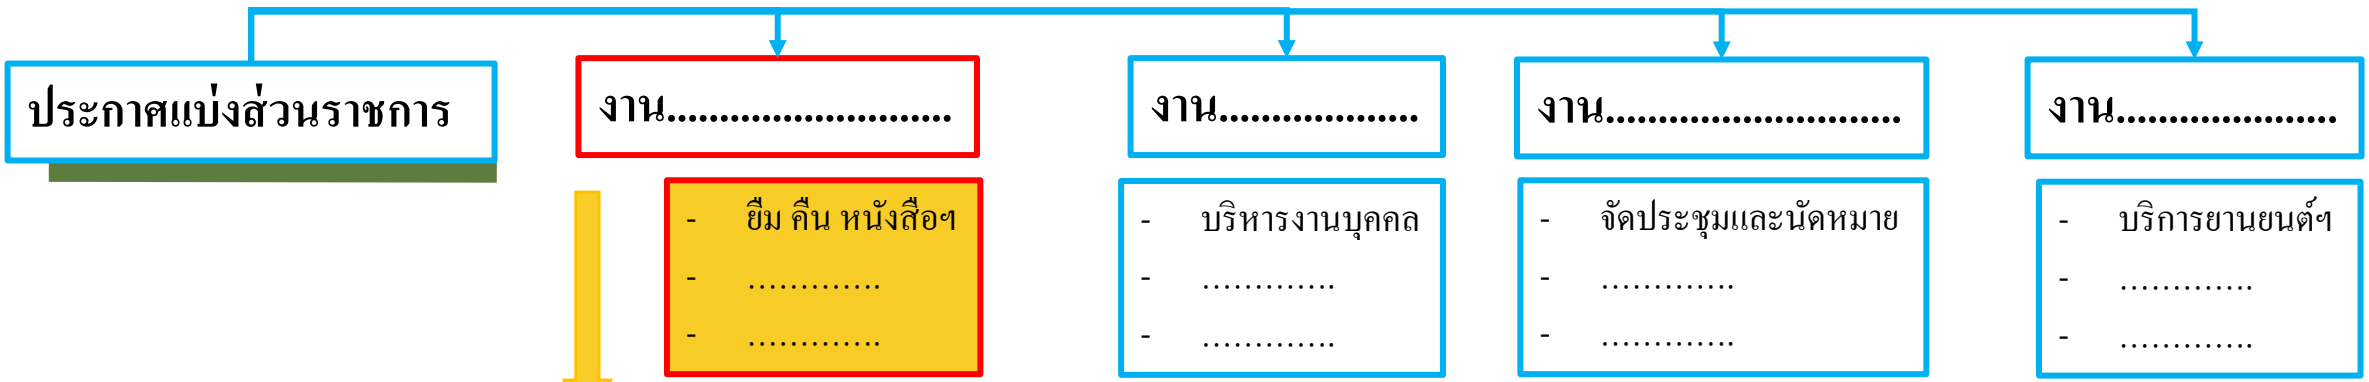 ประกาศแบ่งส่วนราชการ
งาน...........................
งาน...................
งาน............................
งาน.....................
- ยืม คืน หนังสือฯ
- .............
- .............
- บริหารงานบุคคล
- .............
- .............
- จัดประชุมและนัดหมาย
- .............
- .............
- บริการยานยนต์ฯ
- .............
- .............